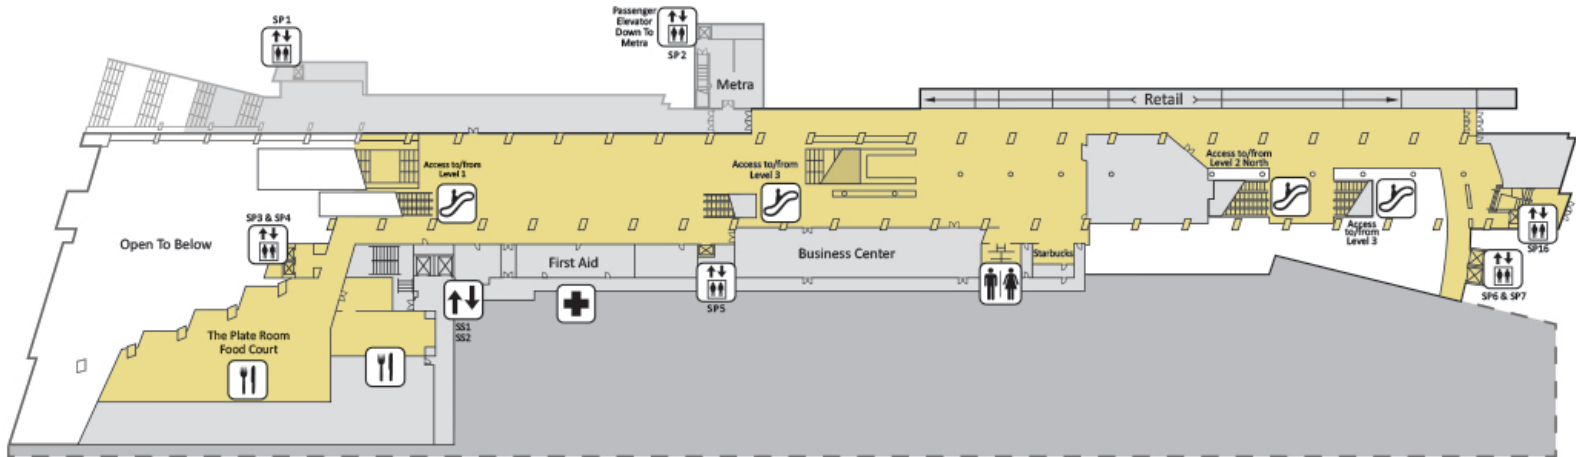 SP1
Passenger
Elevator
Down To
Metra
SP2
Metra
Retail
Access to/from
Level 1
Access to/from
Level 3
Access to/from
Level 2 North
Access
to/from
Level 3
SP3 & SP4
Open To Below
First Aid
Business Center
Starbucks
SP5
SP16
SP6 & SP7
SS1
SS2
The Plate Room
Food Court